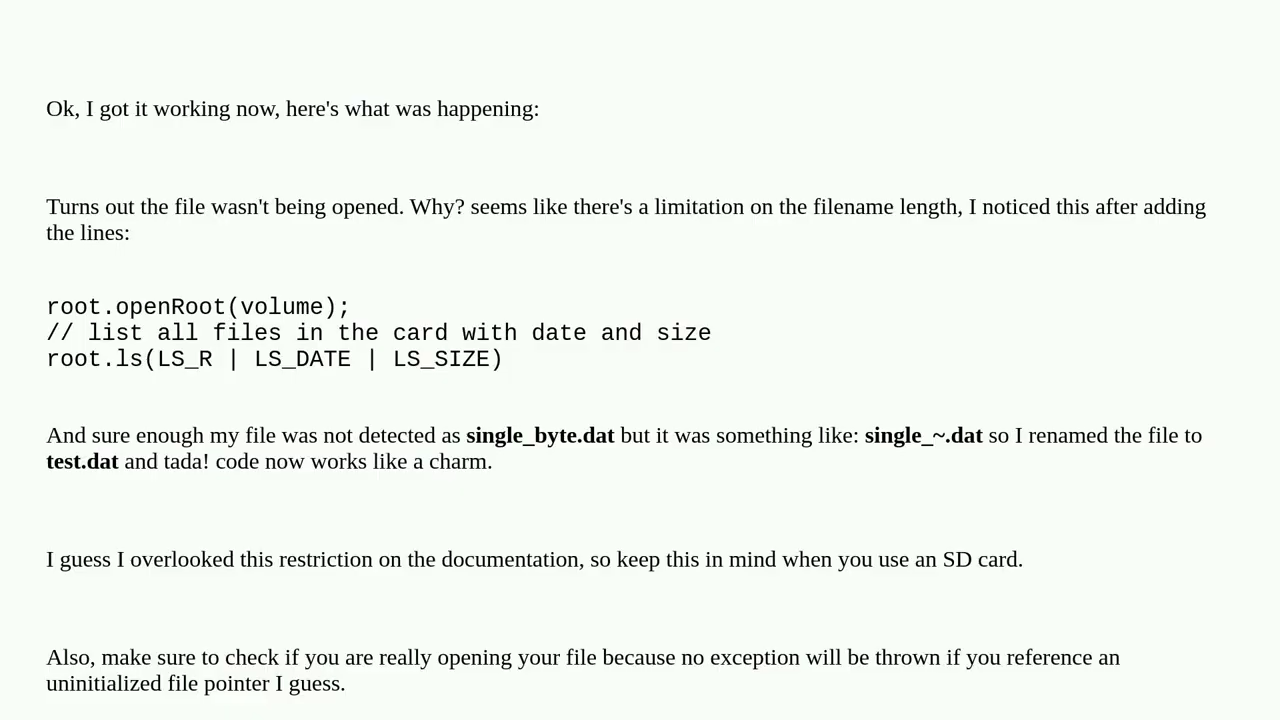 Ok, I got it working now, here's what was happening:
Turns out the file wasn't being opened. Why? seems like there's a limitation on the filename length, I noticed this after adding
the lines:
root.openRoot(volume);
// list all files in the card with date and size
root.ls(LS_R | LS_DATE | LS_SIZE)
And sure enough my file was not detected as single_byte.dat but it was something like: single_~.dat so I renamed the file to
test.dat and tada! code now works like a charm.
I guess I overlooked this restriction on the documentation, so keep this in mind when you use an SD card.
Also, make sure to check if you are really opening your file because no exception will be thrown if you reference an
uninitialized file pointer I guess.